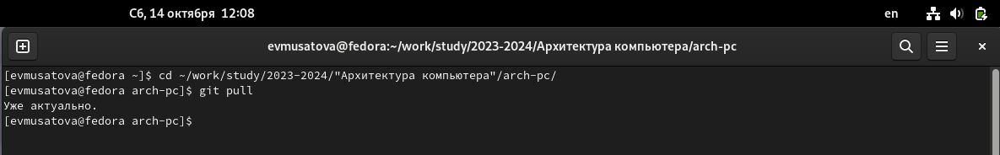 Сб, 14 октября 12:08
en
evmusatova@fedora:~/work/study/2023-2024/Архитектура компьютера/arch-pc
[evmusatova@fedora ~]$ cd ~/work/study/2023-2024/"Архитектура компьютера"/arch-pc/
[evmusatova@fedora arch-pc]$ git pull
Уже актуально.
[evmusatova@fedora arch-pc]$